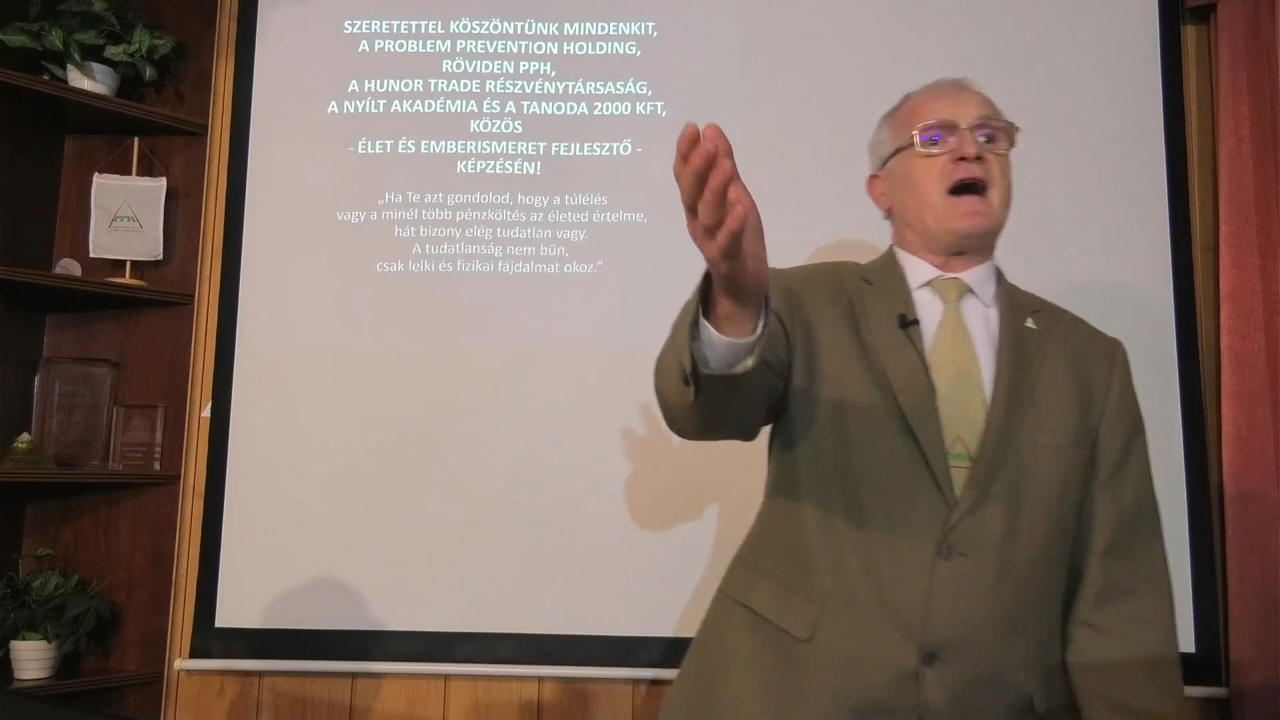 SZERETETTEL KÖSZÖNTÜNK MINDENKIT,
A PROBLEM PREVENTION HOLDING,
RÖVIDEN PPH,
A HUNOR TRADE RÉSZVÉNYTÁRSASÁG,
A NYÍLT AKADÉMIA ÉS A TANODA 2000 KFT,
KÖZÖS
- ÉLET ÉS EMBERISMERET FEJLESZTŐ -
KÉPZÉSÉN!
„Ha Te azt gondolod, hogy a túlélés
vagy a minél több pénzköltés az életed értelme,
hát bizony elég tudatlan vagy.
A tudatlanság nem bűn,
csak lelki és fizikai fájdalmat okoz.”